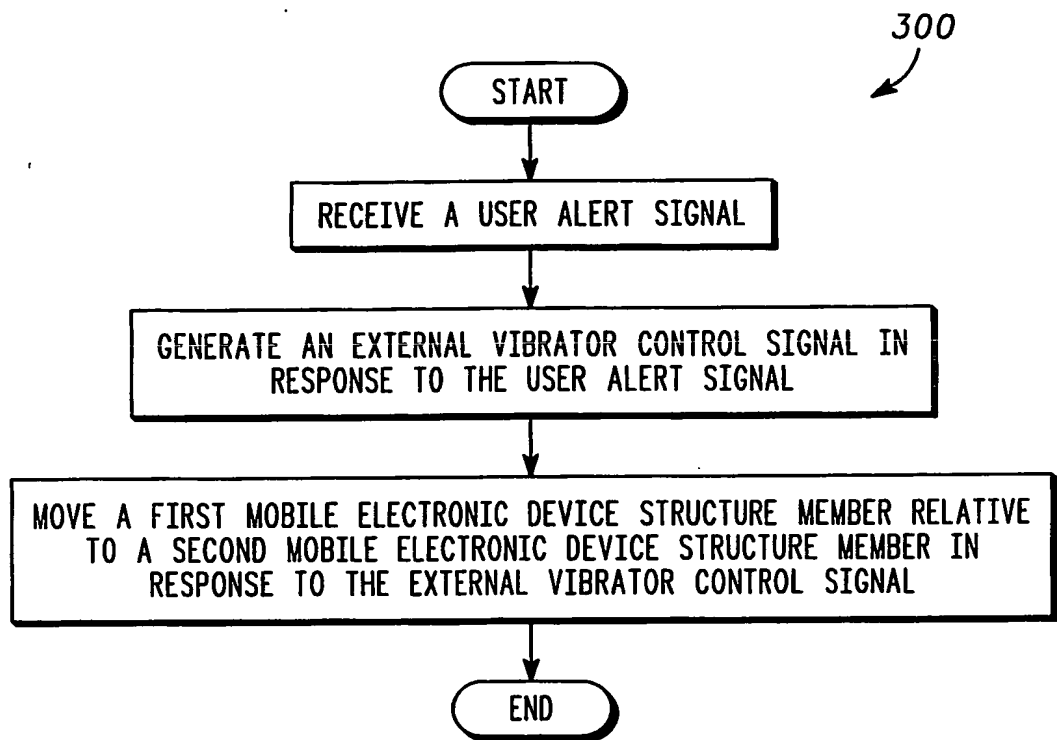 300
START
RECEIVE A USER ALERT SIGNAL
GENERATE AN EXTERNAL VIBRATOR CONTROL SIGNAL IN
RESPONSE TO THE USER ALERT SIGNAL
MOVE A FIRST MOBILE ELECTRONIC DEVICE STRUCTURE MEMBER RELATIVE
TO A SECOND MOBILE ELECTRONIC DEVICE STRUCTURE MEMBER IN
RESPONSE TO THE EXTERNAL VIBRATOR CONTROL SIGNAL
END